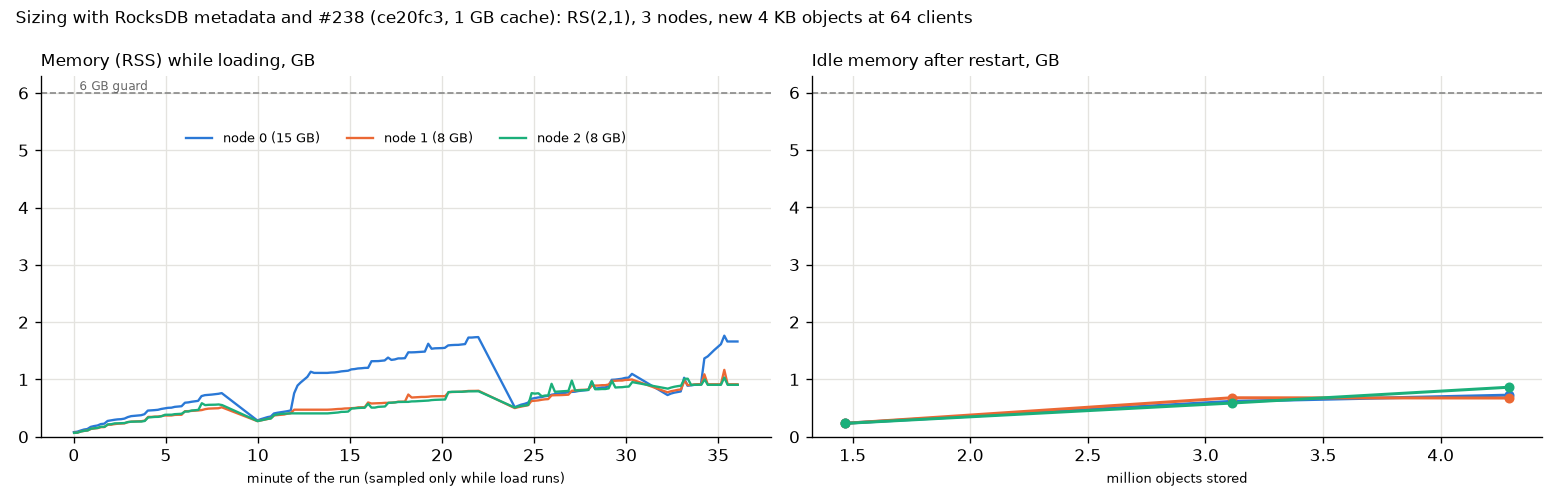 Sizing with RocksDB metadata and #238 (ce20fc3, 1 GB cache): RS(2,1), 3 nodes, new 4 KB objects at 64 clients
Memory (RSS) while loading, GB
6 GB guard
node 0 (15 GB) node 1 (8 GB) node 2 (8 GB)
6
5
4
3
2
1
0
0 5 10 15 20 25 30 35
minute of the run (sampled only while load runs)
Idle memory after restart, GB
6
5
4
3
2
1
0
1.5 2.0 2.5 3.0 3.5 4.0
million objects stored